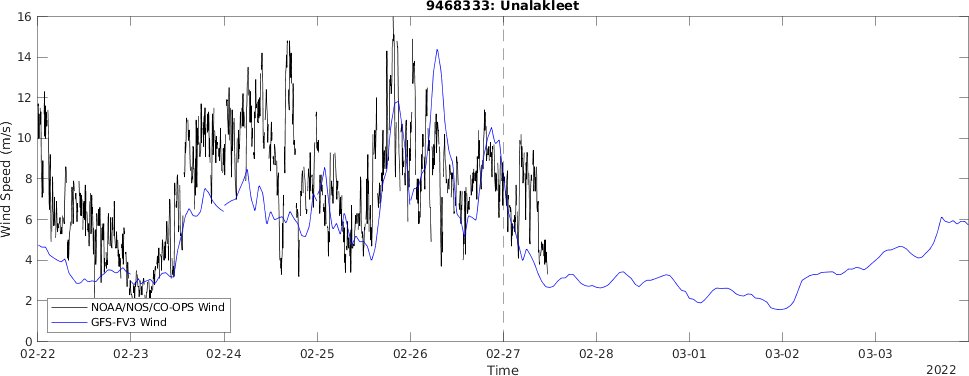 9468333: Unalakleet
Wind Speed (m/s)
16
14
12
10
8
6
4
2
0
NOAA/NOS/CO-OPS Wind
GFS-FV3 Wind
02-22 02-23 02-24 02-25 02-26 02-27 02-28 03-01 03-02 03-03
Time
2022